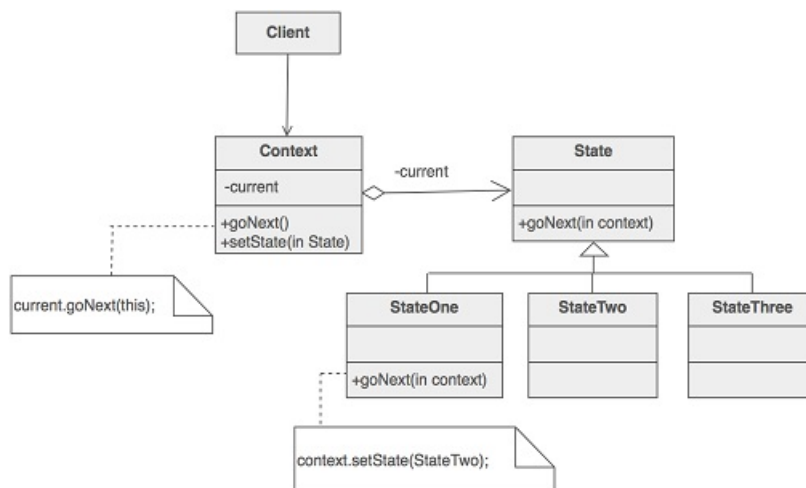 Client
Context
-current
+goNext()
+setState(in State)
-current
State
+goNext(in context)
current.goNext(this);
StateOne
+goNext(in context)
StateTwo
StateThree
context.setState(StateTwo);